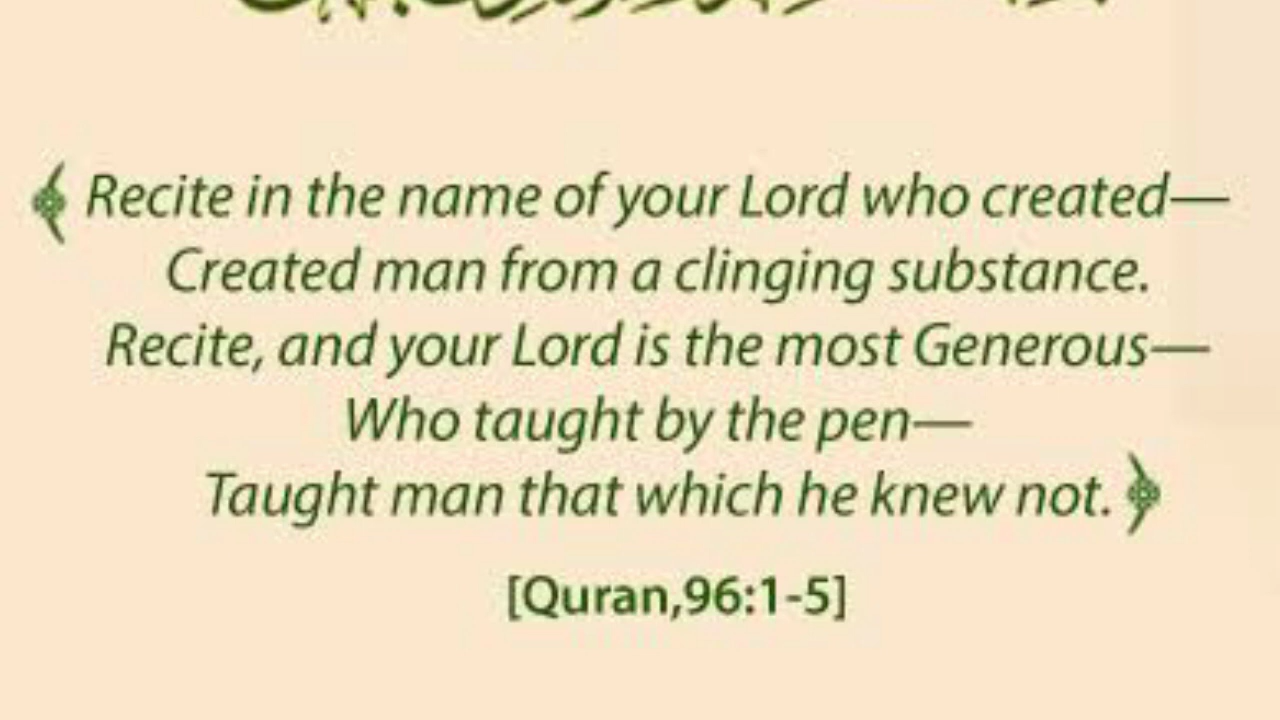 Recite in the name of your Lord who created—
Created man from a clinging substance.
Recite, and your Lord is the most Generous—
Who taught by the pen—
Taught man that which he knew not.
[Quran,96:1-5]